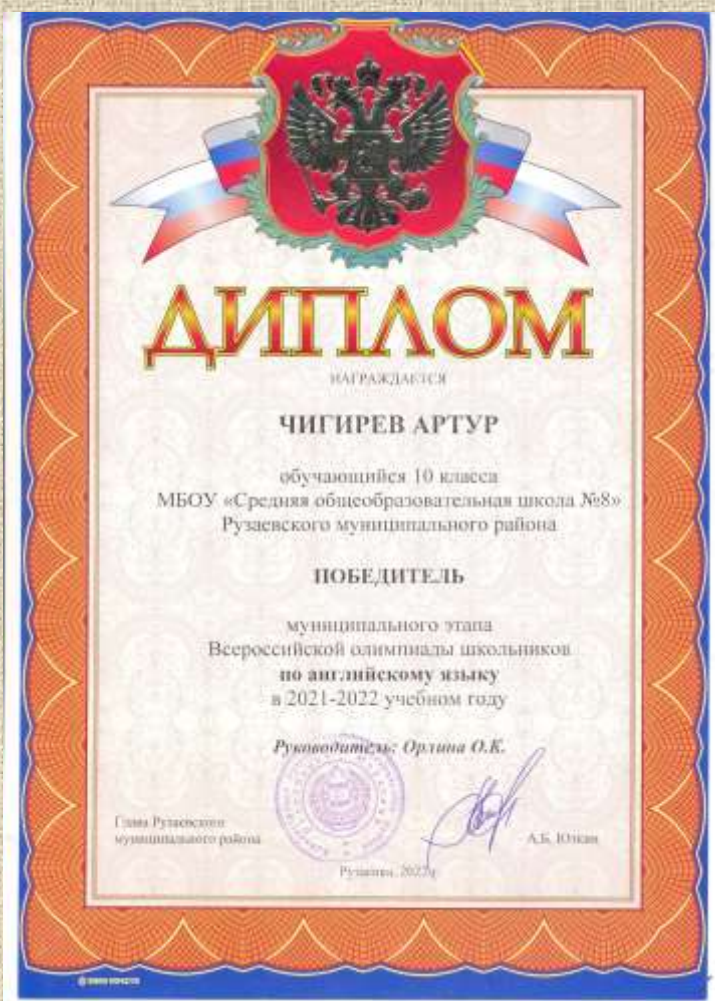 ДИПЛОМ
НАГРАЖДАЕТСЯ
ЧИГИРЕВ АРТУР
обучающийся 10 класса
МБОУ «Средняя общеобразовательная школа №8»
Рузаевского муниципального района
ПОБЕДИТЕЛЬ
муниципального этапа
Всероссийской олимпиады школьников
по английскому языку
в 2021-2022 учебном году
Руководитель: Орлина О.К.
Глава Рузаевского
муниципального района
А.Б. Юткин
Рузаевка, 2022 г